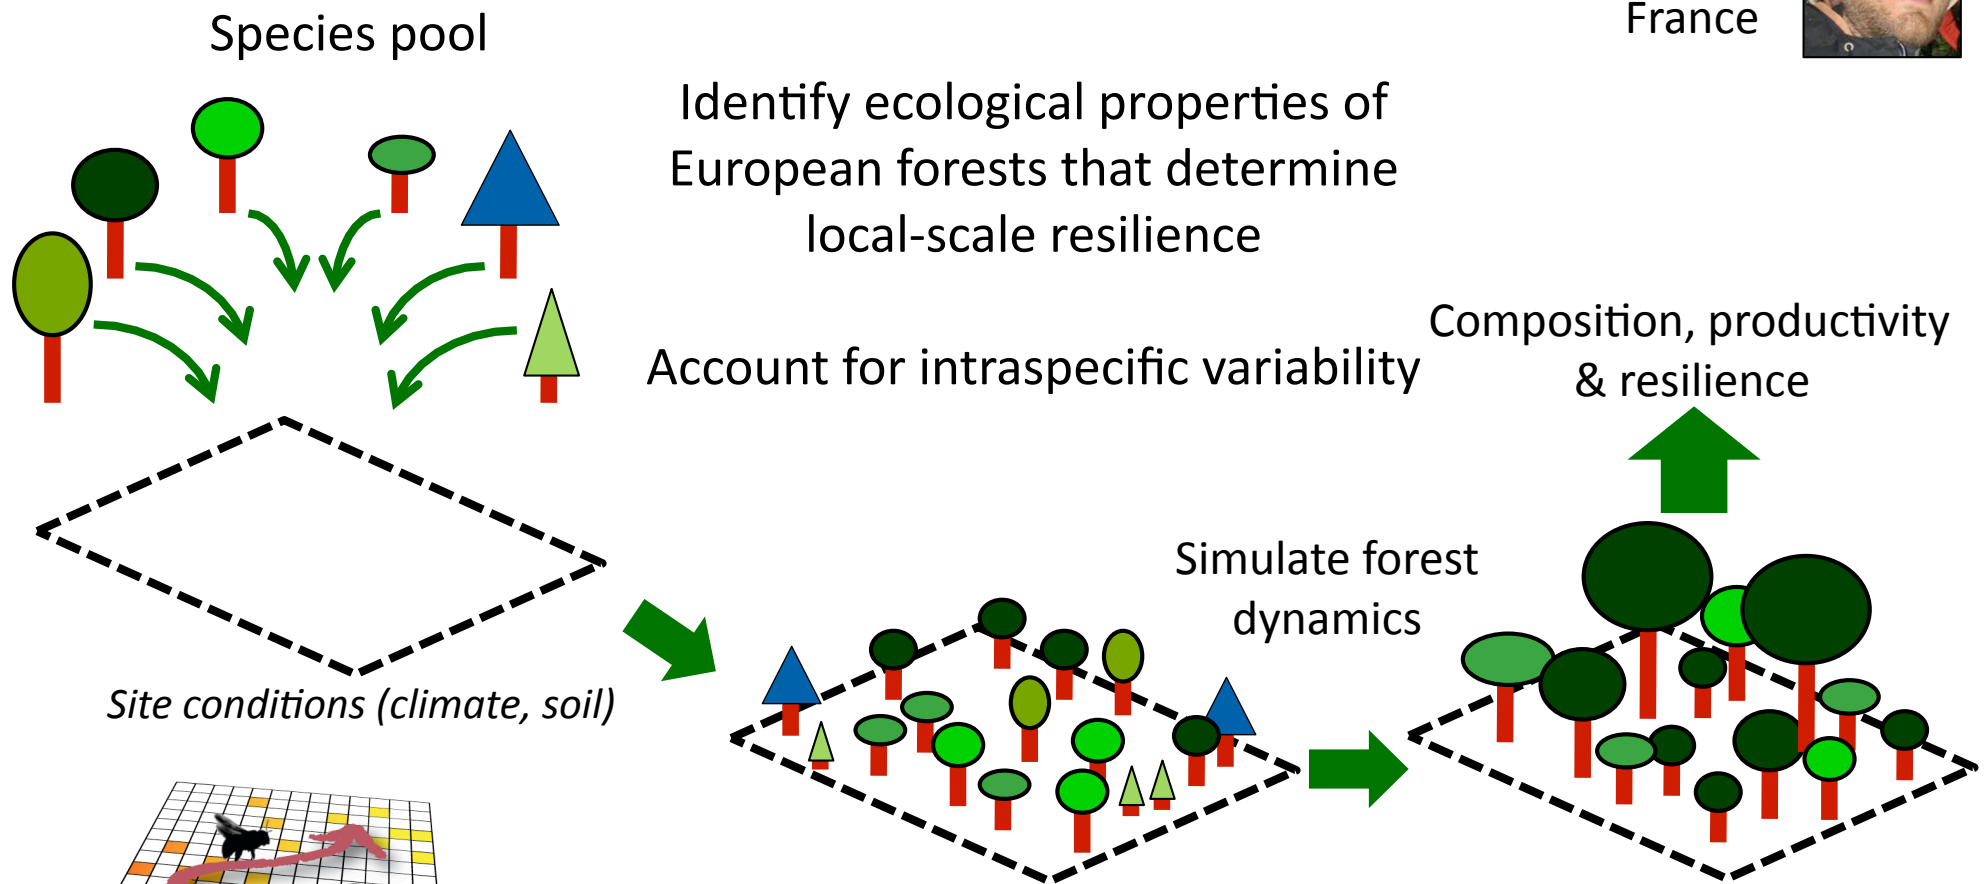 Species pool
France
Identify ecological properties of
European forests that determine
local-scale resilience
Account for intraspecific variability
Composition, productivity
& resilience
Simulate forest
dynamics
Site conditions (climate, soil)